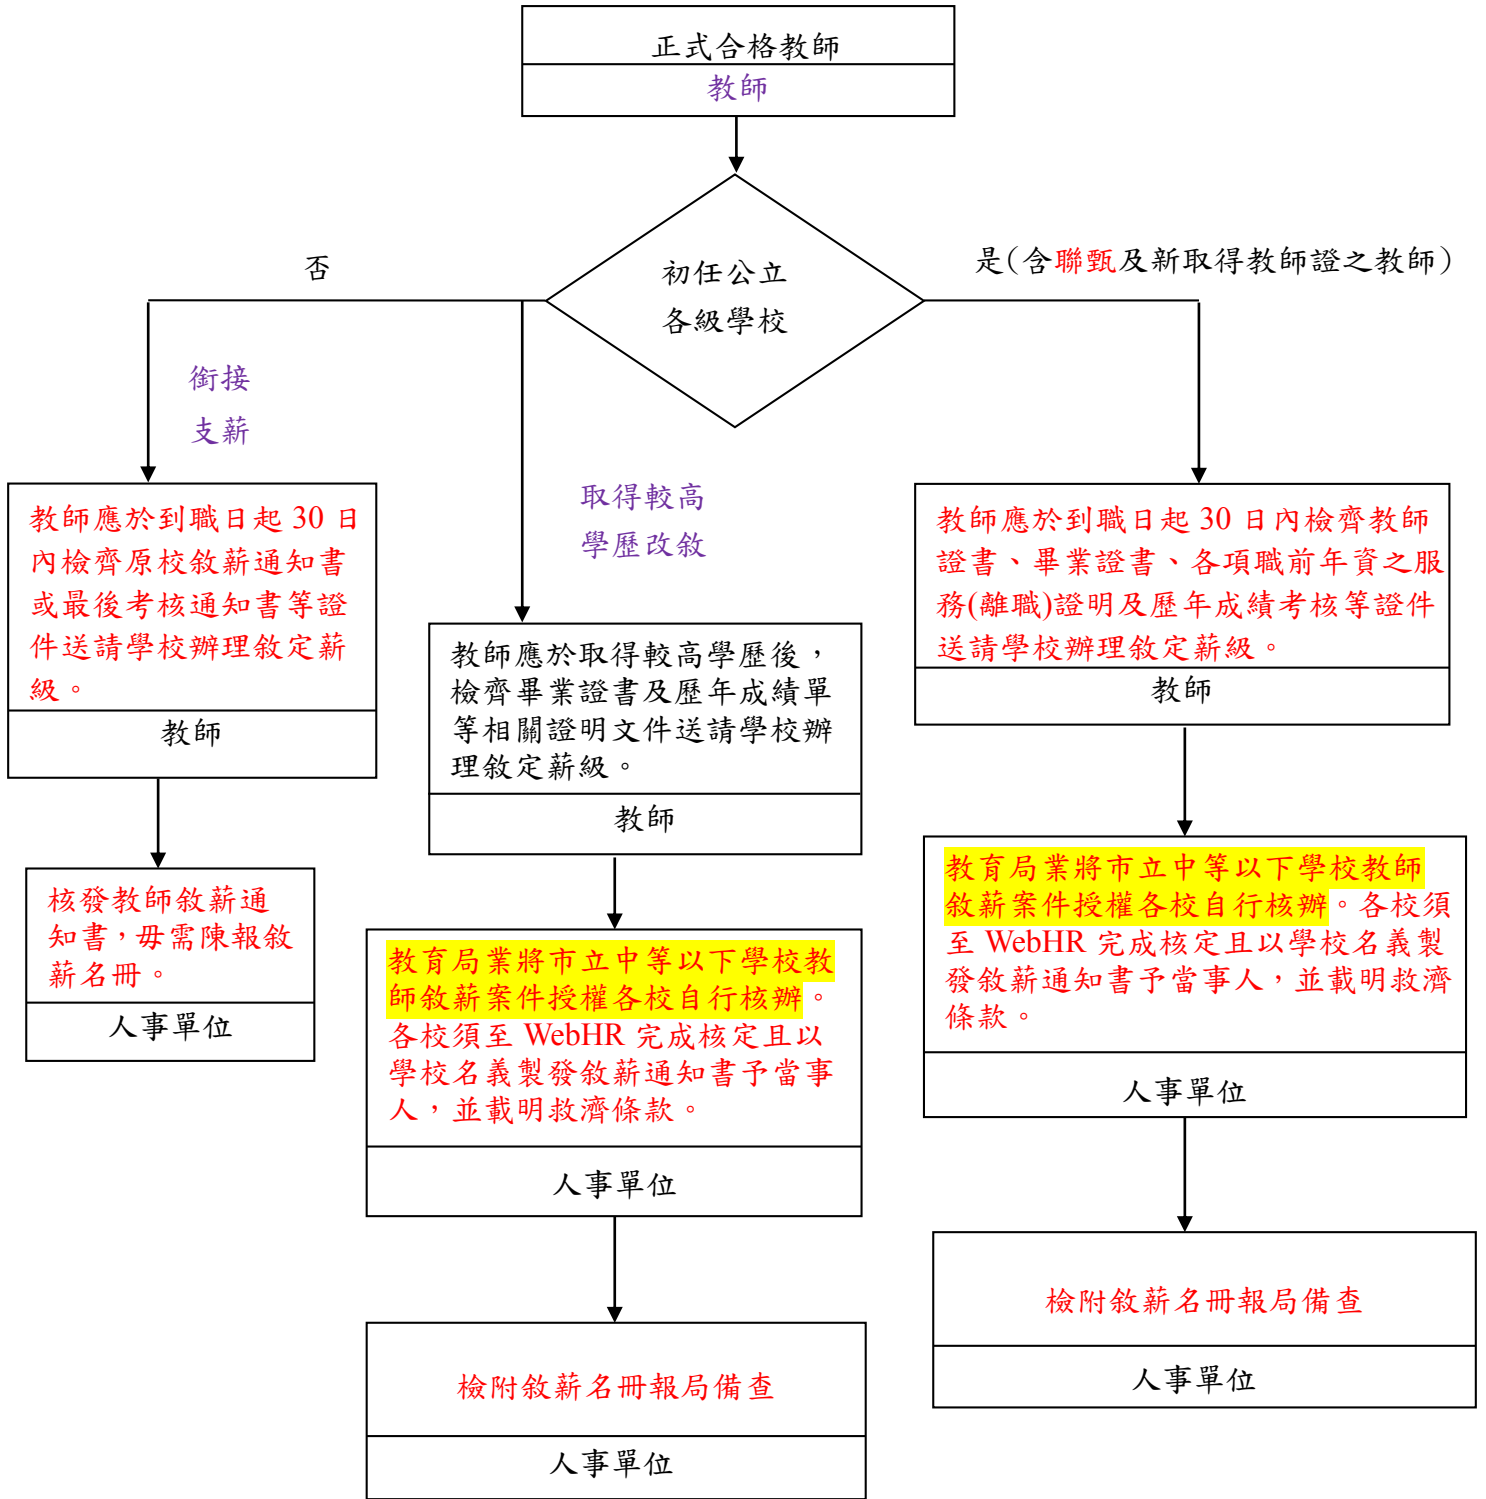 正式合格教師
教師
初任公立
各級學校
否
是(含聯甄及新取得教師證之教師)
銜接
支薪
取得較高
學歷改敘
教師應於到職日起 30 日
內檢齊原校敘薪通知書
或最後考核通知書等證
件送請學校辦理敘定薪
級。
教師
核發教師敘薪通
知書,毋需陳報敘
薪名冊。
人事單位
教師應於取得較高學歷後,
檢齊畢業證書及歷年成績單
等相關證明文件送請學校辦
理敘定薪級。
教師
教育局業將市立中等以下學校教
師敘薪案件授權各校自行核辦。
各校須至 WebHR 完成核定且以
學校名義製發敘薪通知書予當事
人,並載明救濟條款。
人事單位
檢附敘薪名冊報局備查
人事單位
教師應於到職日起 30 日內檢齊教師
證書、畢業證書、各項職前年資之服
務(離職)證明及歷年成績考核等證件
送請學校辦理敘定薪級。
教師
教育局業將市立中等以下學校教師
敘薪案件授權各校自行核辦。各校須
至 WebHR 完成核定且以學校名義製
發敘薪通知書予當事人,並載明救濟
條款。
人事單位
檢附敘薪名冊報局備查
人事單位